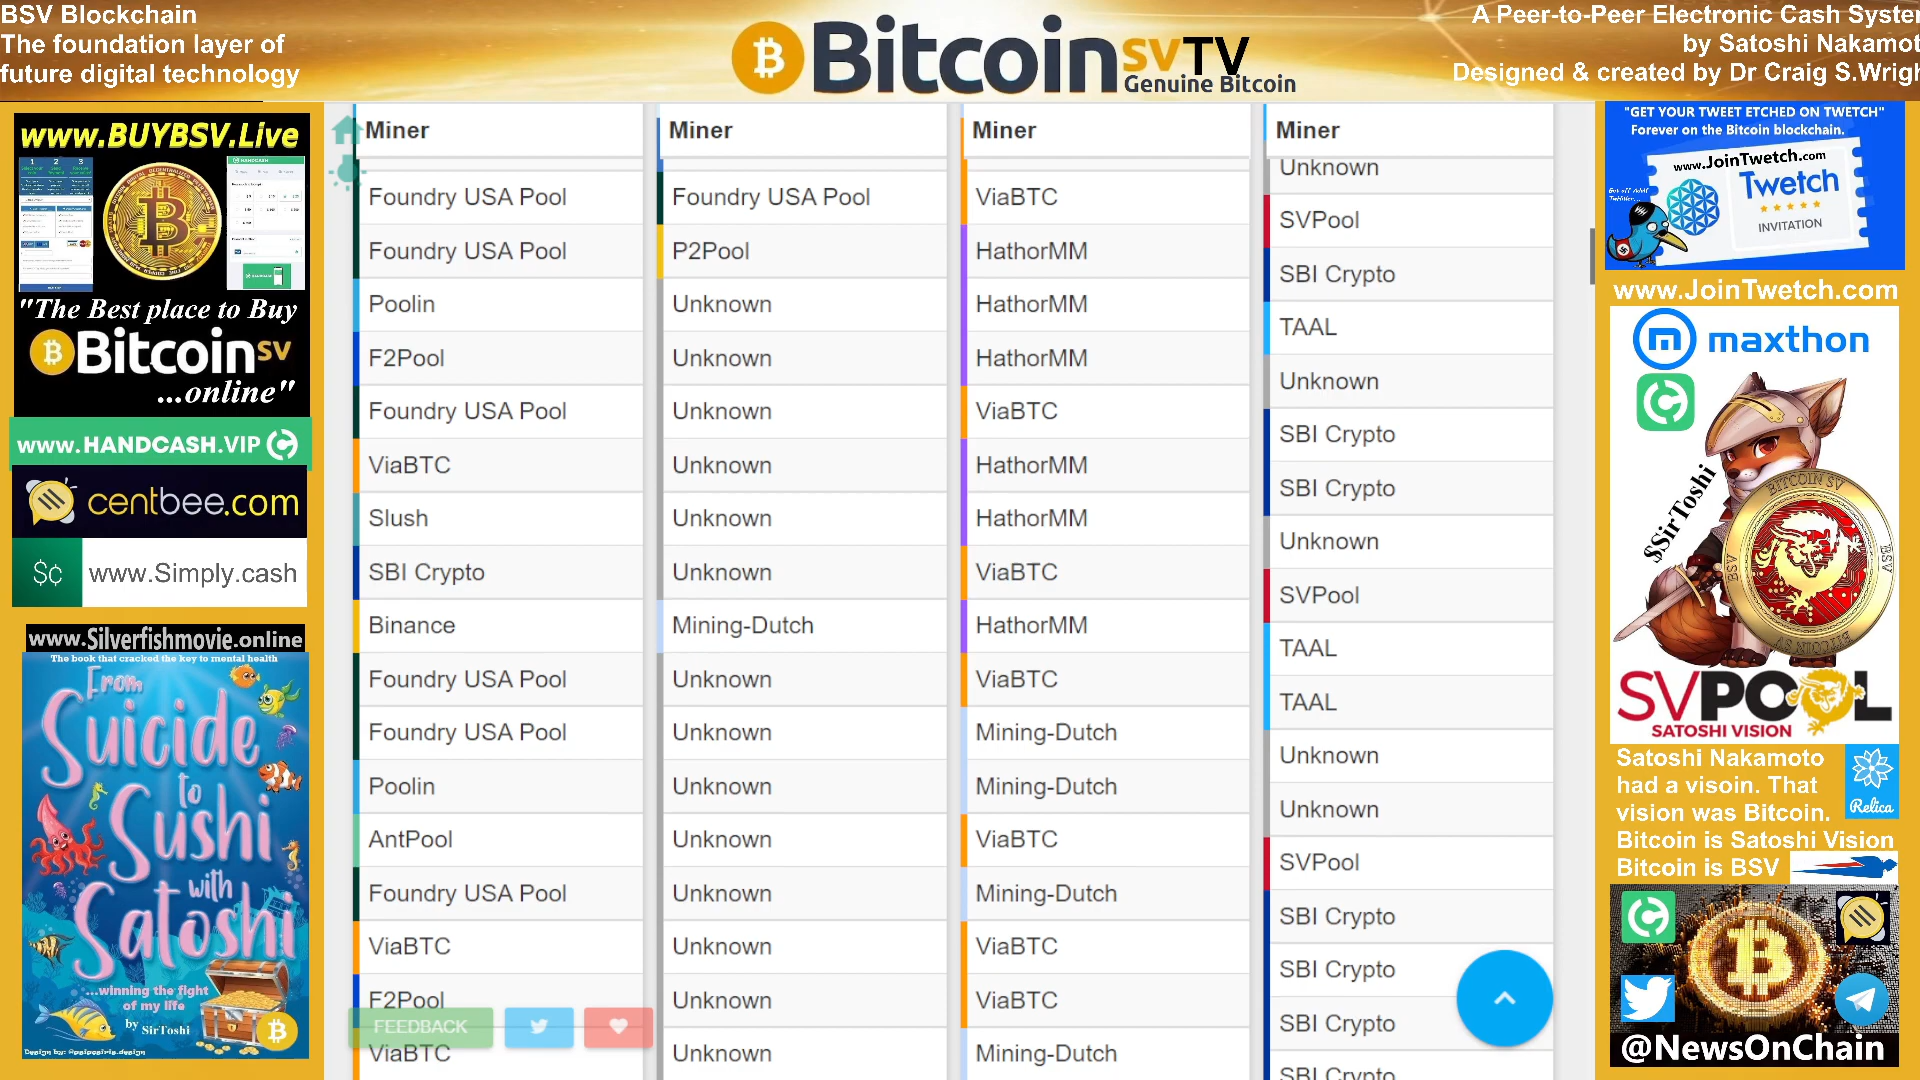 BSV Blockchain
The foundation layer of
future digital technology
Bitcoin SV TV
Genuine Bitcoin
A Peer-to-Peer Electronic Cash System
by Satoshi Nakamot
Designed & created by Dr Craig S.Wrigh
www.BUYBSV.Live
"The Best place to Buy
Bitcoin SV
...online"
www.HANDCASH.VIP
centbee.com
$c www.Simply.cash
www.Silverfishmovie.online
The book that cracked the key to mental health
From
Suicide
to
Sushi
with
Satoshi
...winning the fight
of my life
by SirToshi
Miner
Foundry USA Pool
Foundry USA Pool
Poolin
F2Pool
Foundry USA Pool
ViaBTC
Slush
SBI Crypto
Binance
Foundry USA Pool
Foundry USA Pool
Poolin
AntPool
Foundry USA Pool
ViaBTC
F2Pool
FEEDBACK
ViaBTC
Miner
Foundry USA Pool
P2Pool
Unknown
Unknown
Unknown
Unknown
Unknown
Unknown
Mining-Dutch
Unknown
Unknown
Unknown
Unknown
Unknown
Unknown
Unknown
Unknown
Miner
ViaBTC
HathorMM
HathorMM
HathorMM
ViaBTC
HathorMM
HathorMM
ViaBTC
HathorMM
ViaBTC
Mining-Dutch
Mining-Dutch
ViaBTC
Mining-Dutch
ViaBTC
ViaBTC
Mining-Dutch
Miner
Unknown
SVPool
SBI Crypto
TAAL
Unknown
SBI Crypto
SBI Crypto
Unknown
SVPool
TAAL
TAAL
Unknown
Unknown
SVPool
SBI Crypto
SBI Crypto
SBI Crypto
SBI Crypto
"GET YOUR TWEET ETCHED ON TWETCH"
Forever on the Bitcoin blockchain.
www.JoinTwetch.com
Twetch
INVITATION
www.JoinTwetch.com
maxthon
$SirToshi
BITCOIN SV
BSV
BSV
BITCOIN SV
SVPOOL
SATOSHI VISION
Satoshi Nakamoto
had a visoin. That
vision was Bitcoin.
Relica
Bitcoin is Satoshi Vision
Bitcoin is BSV
@NewsOnChain